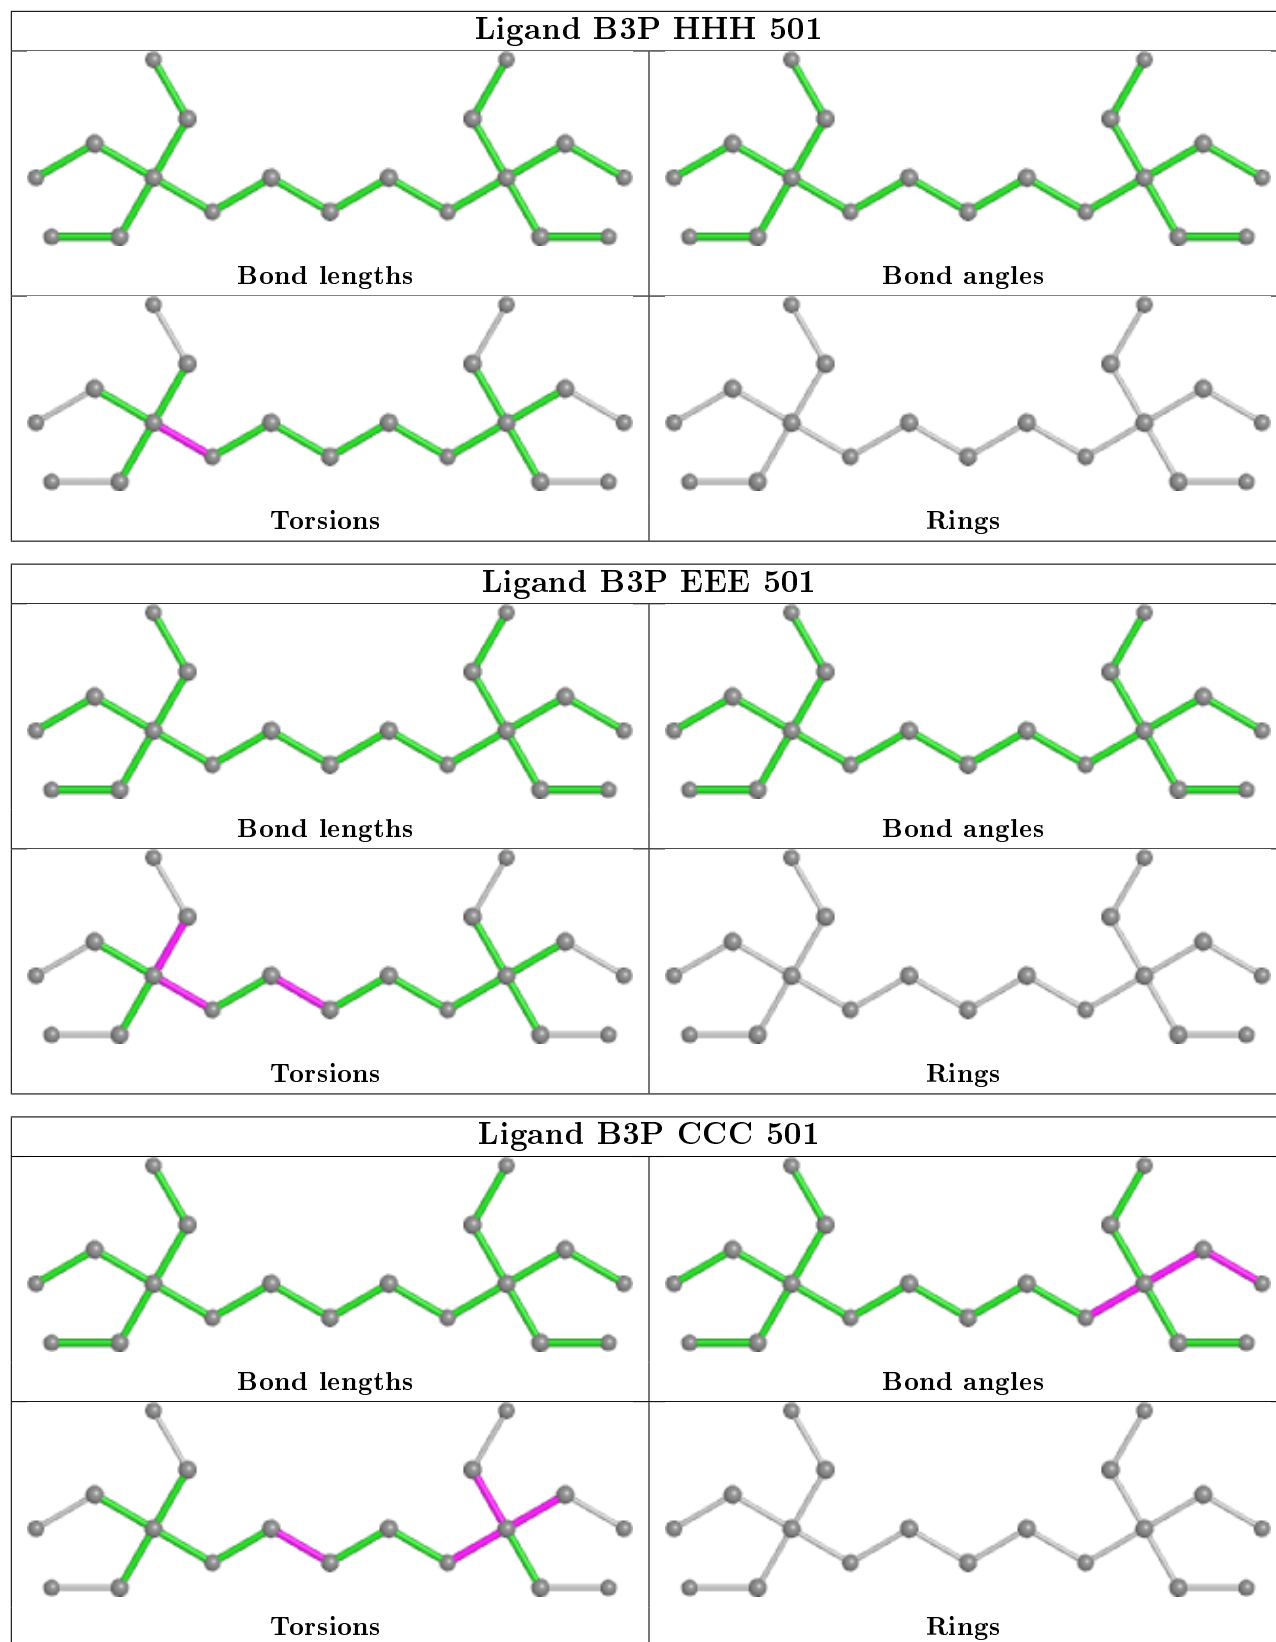 Ligand B3P HHH 501
Bond lengths
Bond angles
Torsions
Rings
Ligand B3P EEE 501
Bond lengths
Bond angles
Torsions
Rings
Ligand B3P CCC 501
Bond lengths
Bond angles
Torsions
Rings